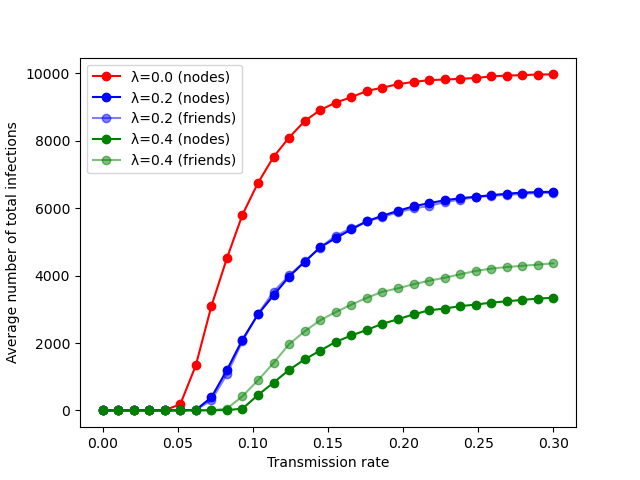 10000
8000
6000
4000
2000
0
Average number of total infections
λ=0.0 (nodes)
λ=0.2 (nodes)
λ=0.2 (friends)
λ=0.4 (nodes)
λ=0.4 (friends)
0.00 0.05 0.10 0.15 0.20 0.25 0.30
Transmission rate